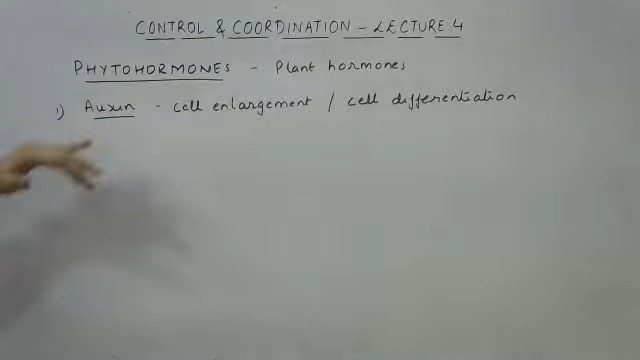 CONTROL & COORDINATION - LECTURE 4
PHYTOHORMONES - Plant hormones
1) Auxin - cell enlargement / cell differentiation